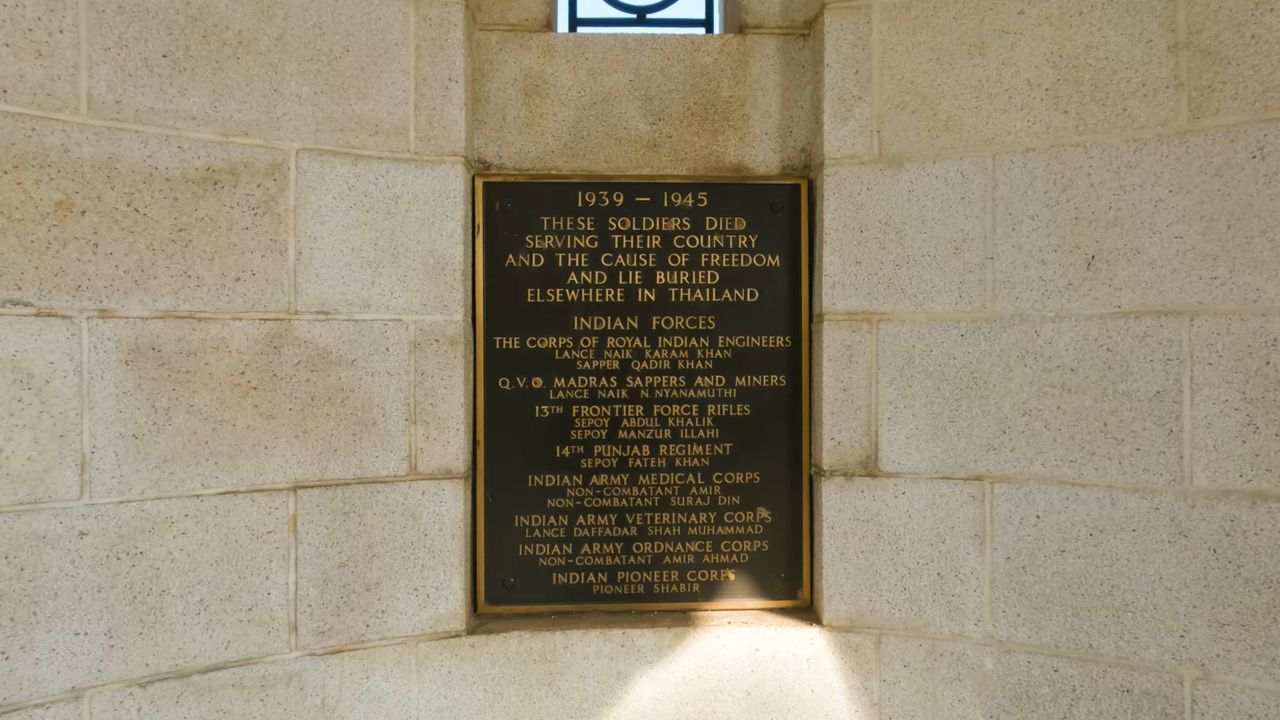 1939 — 1945
THESE SOLDIERS DIED
SERVING THEIR COUNTRY
AND THE CAUSE OF FREEDOM
AND LIE BURIED
ELSEWHERE IN THAILAND
INDIAN FORCES
THE CORPS OF ROYAL INDIAN ENGINEERS
LANCE NAIK KARAM KHAN
SAPPER QADIR KHAN
Q.V.O. MADRAS SAPPERS AND MINERS
LANCE NAIK N. NYANAMUTHI
13TH FRONTIER FORCE RIFLES
SEPOY ABDUL KHALIK
SEPOY MANZUR ILLAHI
14TH PUNJAB REGIMENT
SEPOY FATEH KHAN
INDIAN ARMY MEDICAL CORPS
NON-COMBATANT AMIR
NON-COMBATANT SURAJ DIN
INDIAN ARMY VETERINARY CORPS
LANCE DAFFADAR SHAH MUHAMMAD
INDIAN ARMY ORDNANCE CORPS
NON-COMBATANT AMIR AHMAD
INDIAN PIONEER CORPS
PIONEER SHABIR